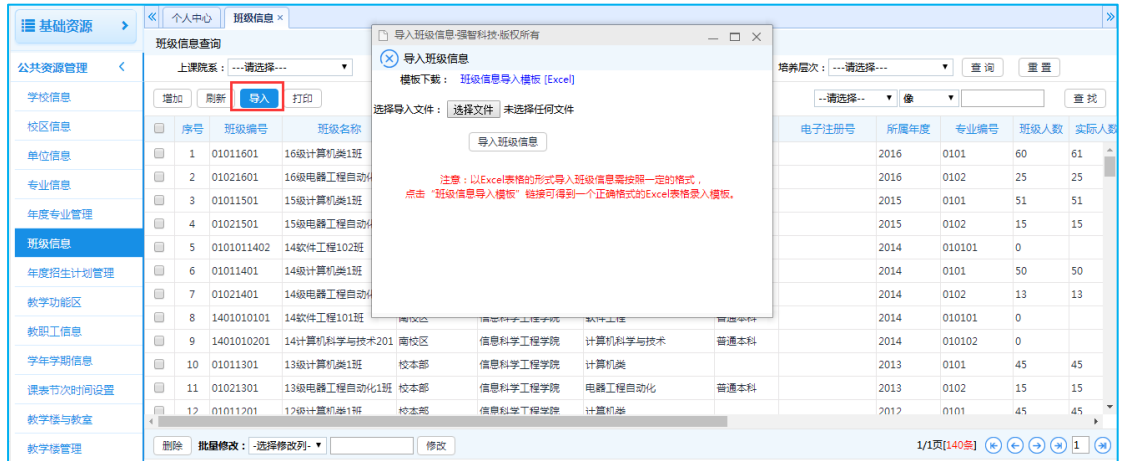 基础资源
个人中心 班级信息 ×
班级信息查询
公共资源管理
学校信息
校区信息
单位信息
专业信息
年度专业管理
班级信息
年度招生计划管理
教学功能区
教职工信息
学年学期信息
课表节次时间设置
教学楼与教室
教学楼管理
上课院系： ---请选择---
培养层次： ---请选择--- 查 询 重 置
增加 刷新 导入 打印
--请选择-- 像 查 找
导入班级信息-强智科技·版权所有
导入班级信息
模板下载： 班级信息导入模板 [Excel]
选择导入文件： 选择文件 未选择任何文件
导入班级信息
注意：以Excel表格的形式导入班级信息需按照一定的格式，
点击“班级信息导入模板”链接可得到一个正确格式的Excel表格录入模板。
序号 班级编号 班级名称 电子注册号 所属年度 专业编号 班级人数 实际人数
1 01011601 16级计算机类1班 2016 0101 60 61
2 01021601 16级电器工程自动 2016 0102 25 25
3 01011501 15级计算机类1班 2015 0101 51 51
4 01021501 15级电器工程自动 2015 0102 15 15
5 0101011402 14软件工程102班 2014 010101 0
6 01011401 14级计算机类1班 2014 0101 50 50
7 01021401 14级电器工程自动 2014 0102 13 13
8 1401010101 14软件工程101班 南校区 信息科学工程学院 软件工程 普通本科 2014 010101 0
9 1401010201 14计算机科学与技术201 南校区 信息科学工程学院 计算机科学与技术 普通本科 2014 010102 0
10 01011301 13级计算机类1班 校本部 信息科学工程学院 计算机类 2013 0101 45 45
11 01021301 13级电器工程自动化1班 校本部 信息科学工程学院 电器工程自动化 普通本科 2013 0102 15 15
12 01011201 12级计算机类1班 校本部 信息科学工程学院 计算机类 2012 0101 45 45
删除 批量修改： -选择修改列- 修改 1/1页[140条] 1